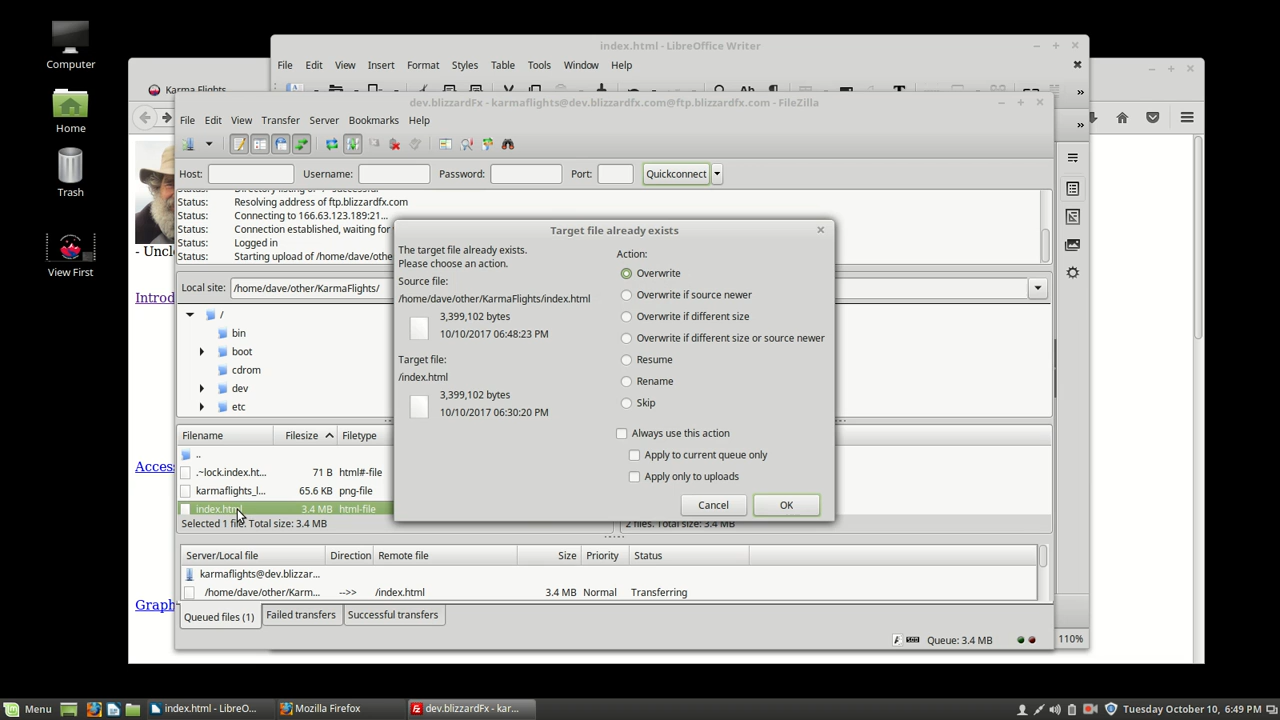 Computer
Home
Trash
View First
index.html - LibreOffice Writer
File Edit View Insert Format Styles Table Tools Window Help
Karma Flights
dev.blizzardFx - karmaflights@dev.blizzardfx.com@ftp.blizzardfx.com - FileZilla
File Edit View Transfer Server Bookmarks Help
Host: Username: Password: Port: Quickconnect
Status: Directory listing of "/" successful
Status: Resolving address of ftp.blizzardfx.com
Status: Connecting to 166.63.123.189:21...
Status: Connection established, waiting for
Status: Logged in
Status: Starting upload of /home/dave/othe
- Uncl
Local site: /home/dave/other/KarmaFlights/
Introd
/
bin
boot
cdrom
dev
etc
Target file already exists
The target file already exists.
Please choose an action.
Source file:
/home/dave/other/KarmaFlights/index.html
3,399,102 bytes
10/10/2017 06:48:23 PM
Target file:
/index.html
3,399,102 bytes
10/10/2017 06:30:20 PM
Action:
Overwrite
Overwrite if source newer
Overwrite if different size
Overwrite if different size or source newer
Resume
Rename
Skip
Always use this action
Apply to current queue only
Apply only to uploads
Cancel OK
Filename Filesize Filetype
..
.~lock.index.ht... 71 B html#-file
karmaflights_l... 65.6 KB png-file
index.html 3.4 MB html-file
Selected 1 file. Total size: 3.4 MB
2 files. Total size: 3.4 MB
Acces
Server/Local file Direction Remote file Size Priority Status
karmaflights@dev.blizzar...
/home/dave/other/Karm... -->> /index.html 3.4 MB Normal Transferring
Graph
Queued files (1) Failed transfers Successful transfers
Queue: 3.4 MB
110%
Menu index.html - LibreO... Mozilla Firefox dev.blizzardFx - kar... Tuesday October 10, 6:49 PM